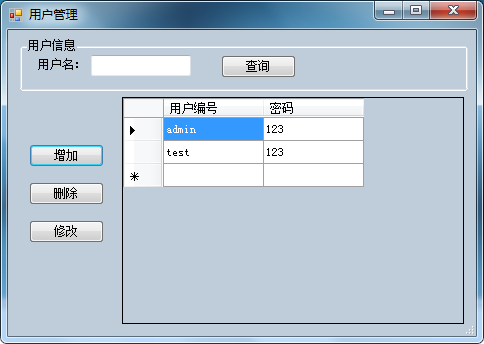 用户管理
用户信息
用户名：
查询
用户编号 密码
admin 123
test 123
增加
删除
修改